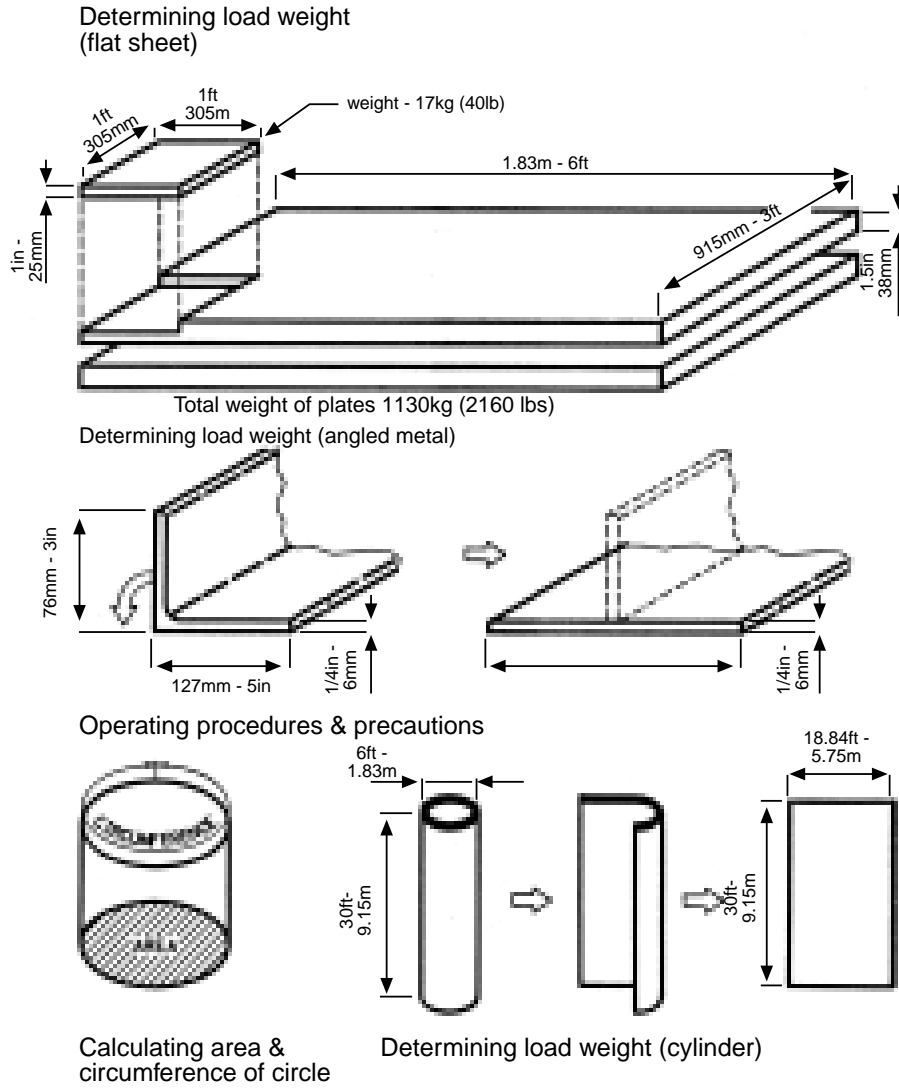 Determining load weight
(flat sheet)
1ft
305m
1ft
305mm
weight - 17kg (40lb)
1.83m - 6ft
915mm - 3ft
1in -
25mm
1.5in
38mm
Total weight of plates 1130kg (2160 lbs)
Determining load weight (angled metal)
76mm - 3in
127mm - 5in
1/4in -
6mm
1/4in -
6mm
Operating procedures & precautions
6ft -
1.83m
18.84ft -
5.75m
CIRCUMFERENCE
30ft-
9.15m
30ft-
9.15m
AREA
Calculating area &
circumference of circle
Determining load weight (cylinder)